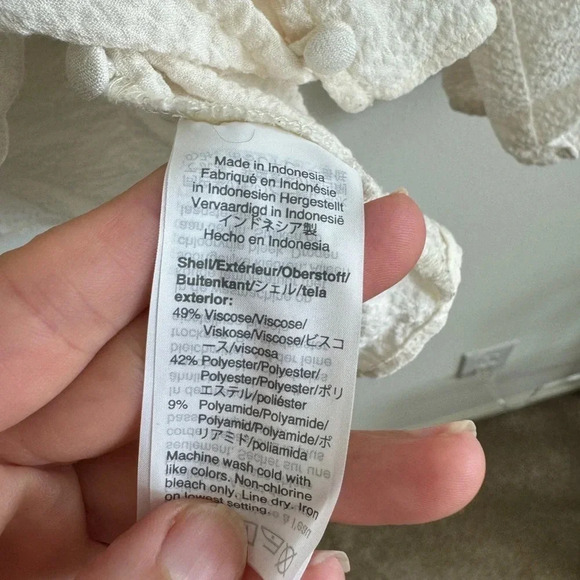 Made in Indonesia
Fabriqué en Indonésie
in Indonesien Hergestellt
Vervaardigd in Indonesië
インドネシア製
Hecho en Indonesia
Shell/Extérieur/Oberstoff/
Buitenkant/シェル/tela
exterior:
49% Viscose/Viscose/
Viskose/Viscose/ビスコ
ース/viscosa
42% Polyester/Polyester/
Polyester/Polyester/ポリ
エステル/poliéster
9% Polyamide/Polyamide/
Polyamid/Polyamide/ポ
リアミド/poliamida
Machine wash cold with
like colors. Non-chlorine
bleach only. Line dry. Iron
on lowest setting.